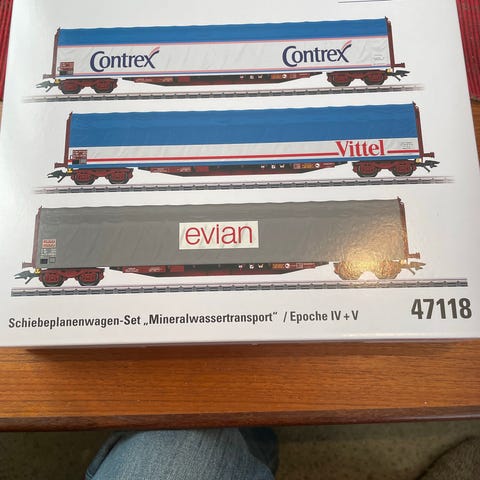 Contrex Contrex
Vittel
evian
Schiebeplanenwagen-Set „Mineralwassertransport“ / Epoche IV + V
47118